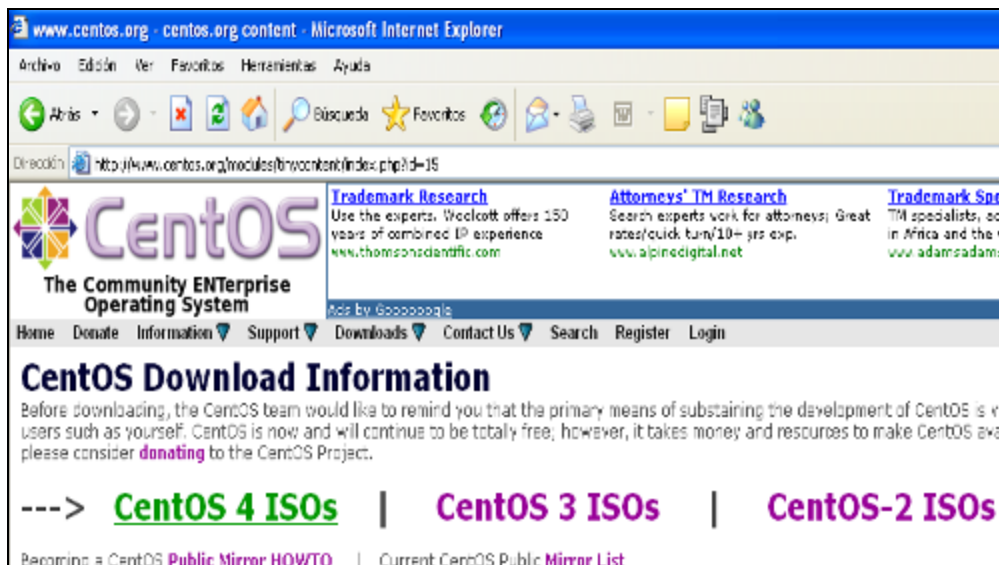 www.centos.org - centos.org content - Microsoft Internet Explorer
Archivo Edición Ver Favoritos Herramientas Ayuda
Atrás Búsqueda Favoritos
Dirección http://www.centos.org/modules/tinycontent/index.php?id=15
CentOS
The Community ENTerprise
Operating System
Trademark Research
Use the experts. Woolcott offers 150
years of combined IP experience
www.thomsonscientific.com
Attorneys' TM Research
Search experts work for attorneys; Great
rates/quick turn/10+ yrs exp.
www.alpinedigital.net
Trademark Spe
TM specialists, ac
in Africa and the
www.adamsadams
Ads by Goooooogle
Home Donate Information Support Downloads Contact Us Search Register Login
CentOS Download Information
Before downloading, the CentOS team would like to remind you that the primary means of substaining the development of CentOS is v
users such as yourself. CentOS is now and will continue to be totally free; however, it takes money and resources to make CentOS ava
please consider donating to the CentOS Project.
---> CentOS 4 ISOs | CentOS 3 ISOs | CentOS-2 ISOs
Becoming a CentOS Public Mirror HOWTO | Current CentOS Public Mirror List